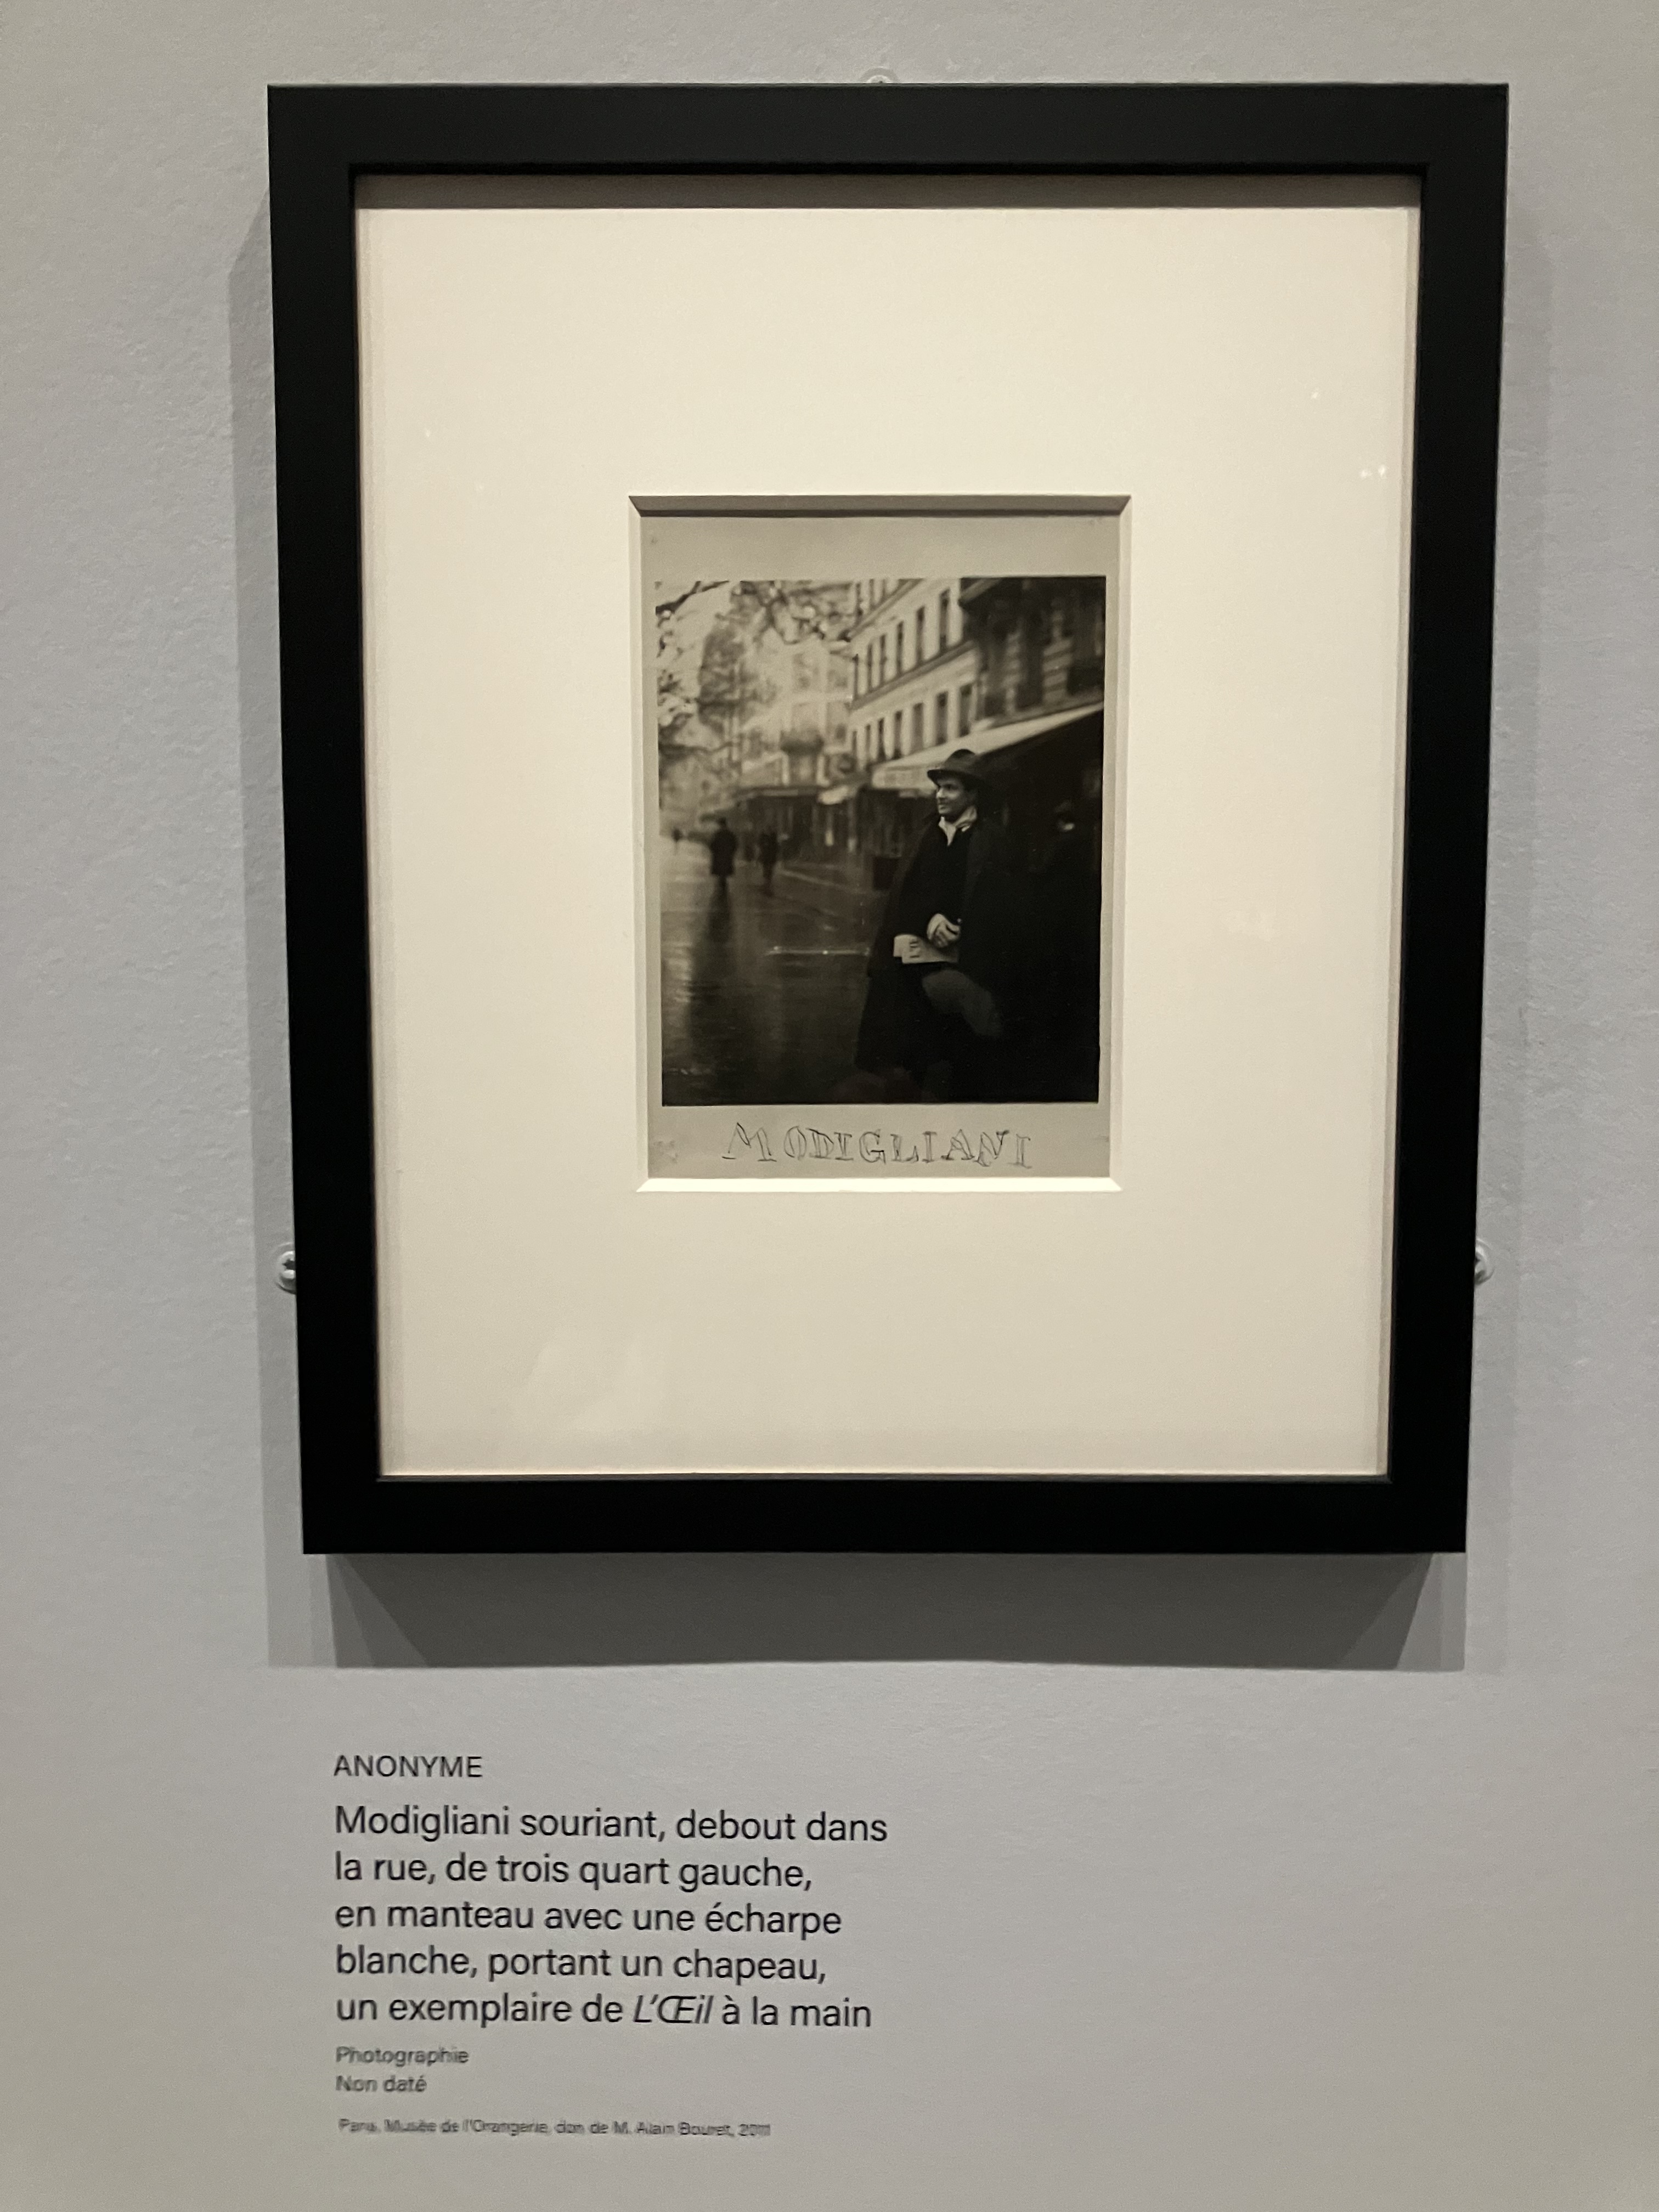 MODIGLIANI
ANONYME
Modigliani souriant, debout dans
la rue, de trois quart gauche,
en manteau avec une écharpe
blanche, portant un chapeau,
un exemplaire de L'Œil à la main
Photographie
Non daté
Paris, Musée de l'Orangerie, don de M. Alain Bouret, 2011